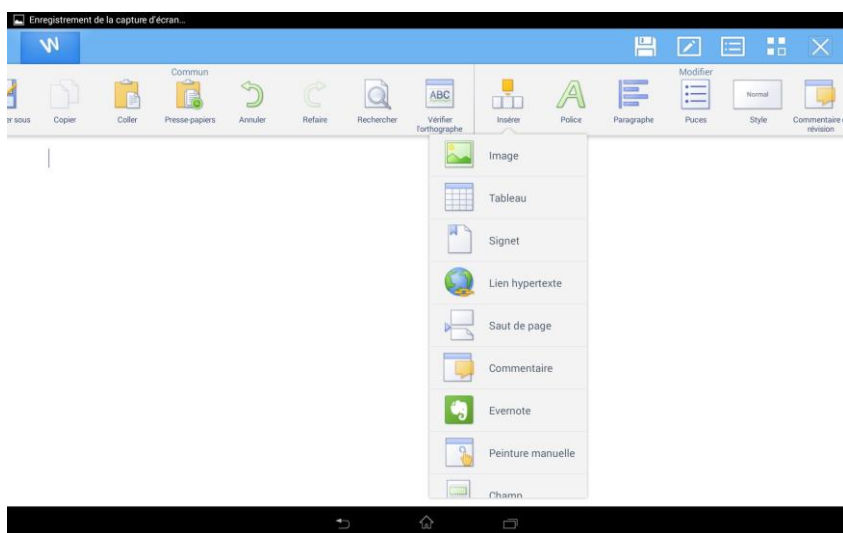 Enregistrement de la capture d'écran...
W
Commun
Modifier
er sous
Copier
Coller
Presse-papiers
Annuler
Refaire
Rechercher
ABC
Vérifier
l'orthographe
Insérer
A
Police
Paragraphe
Puces
Normal
Style
Commentaire
révision
Image
Tableau
Signet
Lien hypertexte
Saut de page
Commentaire
Evernote
Peinture manuelle
Champ